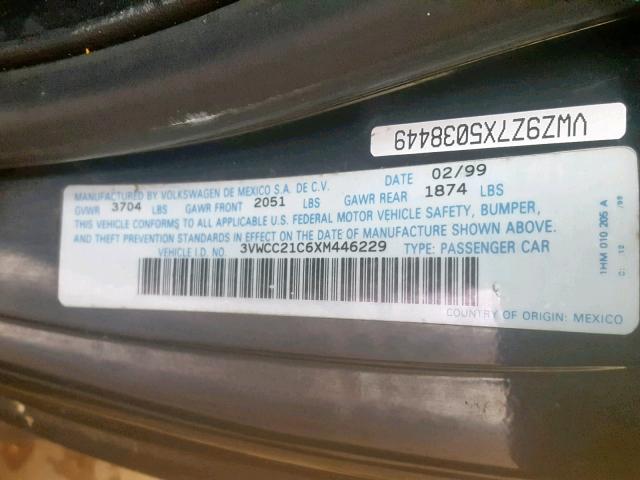 VWZ9Z7X5038449
MANUFACTURED BY VOLKSWAGEN DE MEXICO S.A. DE C.V. DATE 02/99
GVWR 3704 LBS GAWR FRONT 2051 LBS GAWR REAR 1874 LBS
THIS VEHICLE CONFORMS TO ALL APPLICABLE U.S. FEDERAL MOTOR VEHICLE SAFETY, BUMPER,
AND THEFT PREVENTION STANDARDS IN EFFECT ON THE DATE OF MANUFACTURE SHOWN ABOVE.
VEHICLE I.D. NO. 3VWCC21C6XM446229 TYPE: PASSENGER CAR
COUNTRY OF ORIGIN: MEXICO
1HM 010 205 A
C: 12 /98